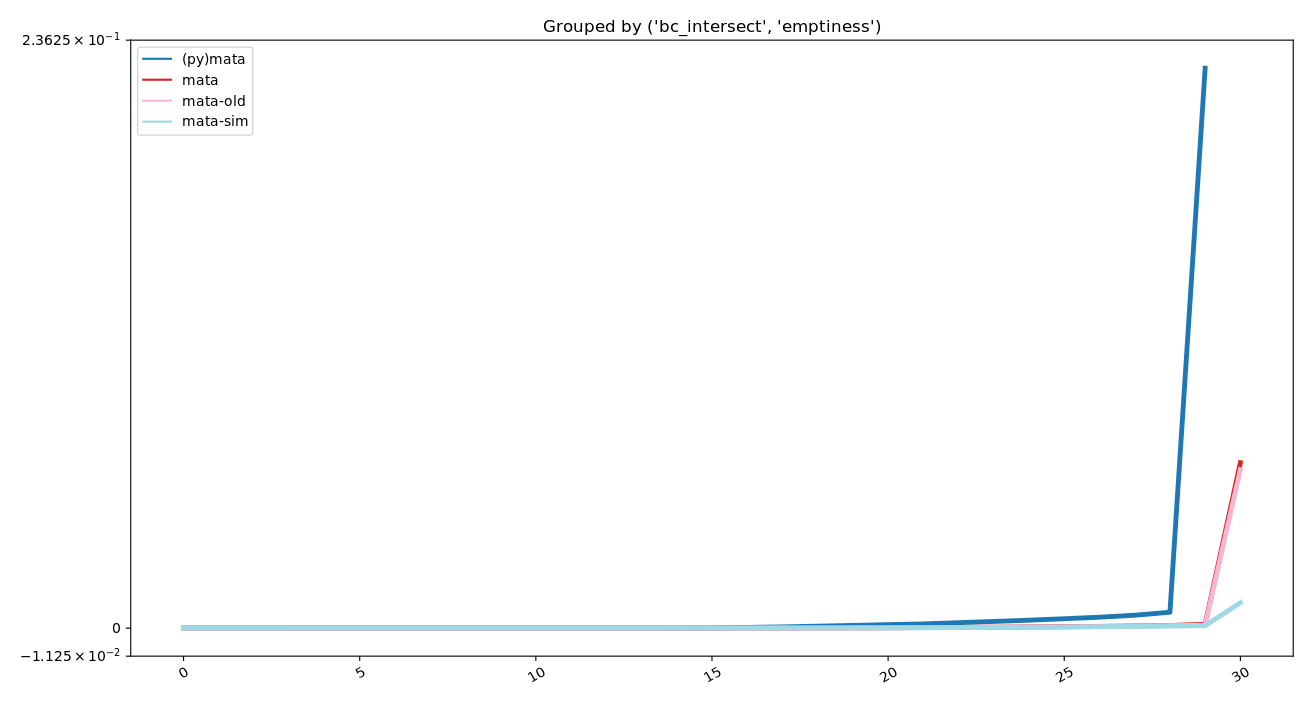 Grouped by ('bc_intersect', 'emptiness')
2.3625 × 10⁻¹
(py)mata
mata
mata-old
mata-sim
0
−1.125 × 10⁻²
0 5 10 15 20 25 30